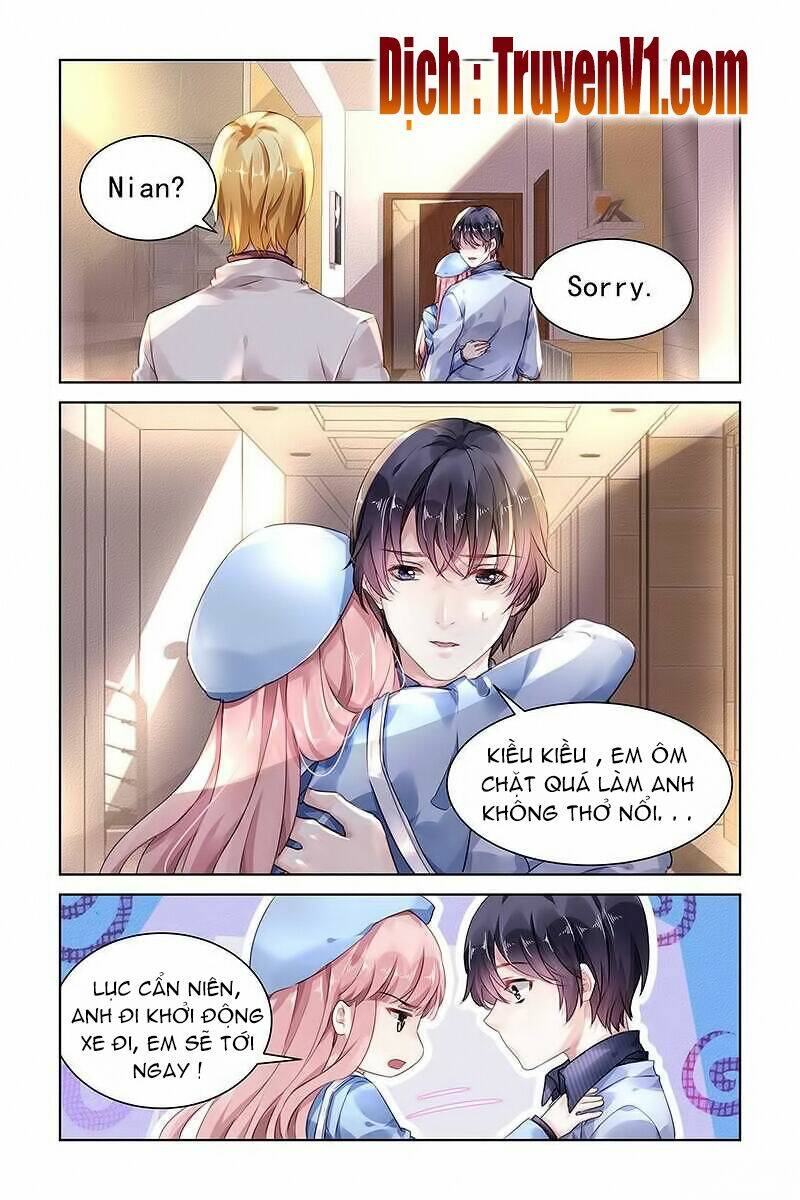 Dịch : TruyenV1.com
Nian?
Sorry.
KIỀU KIỀU , EM ÔM
CHẶT QUÁ LÀM ANH
KHÔNG THỞ NỔI. . .
LỤC CẨN NIÊN,
ANH ĐI KHỞI ĐỘNG
XE ĐI, EM SẼ TỚI
NGAY !